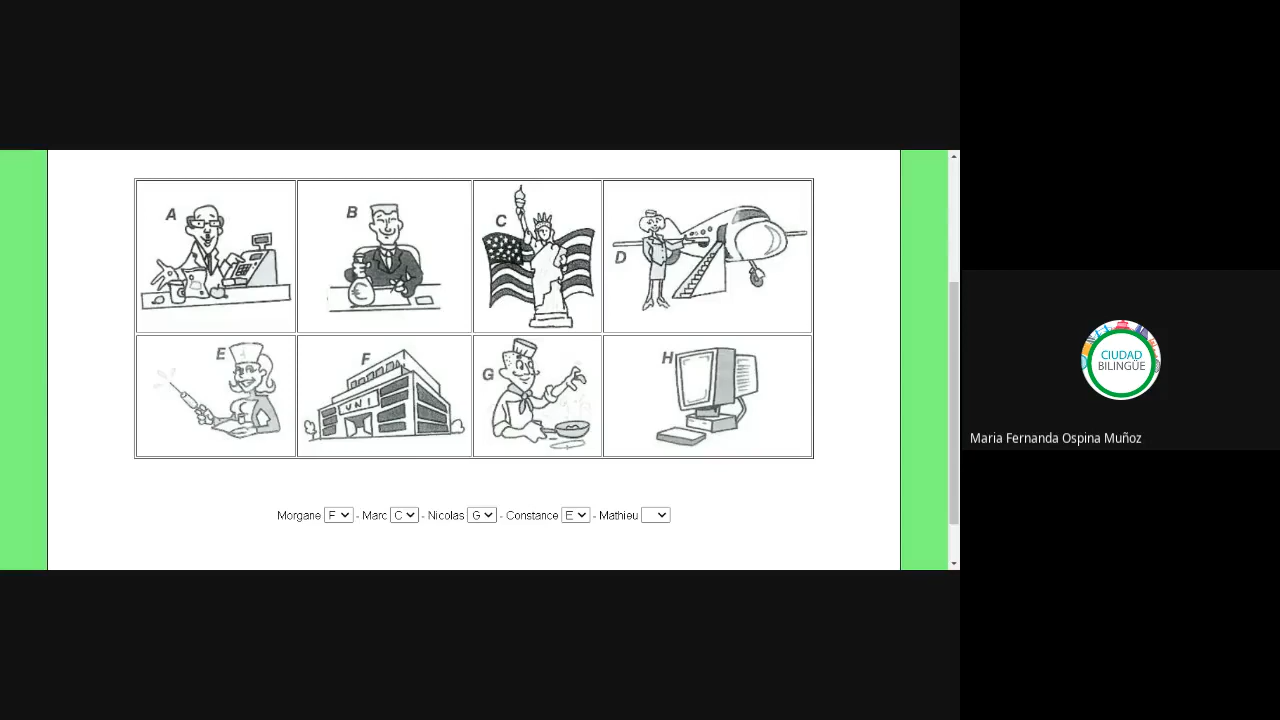 A
B
C
D
E
F
UNI
G
H
Morgane F - Marc C - Nicolas G - Constance E - Mathieu
CIUDAD
BILINGÜE
Maria Fernanda Ospina Muñoz